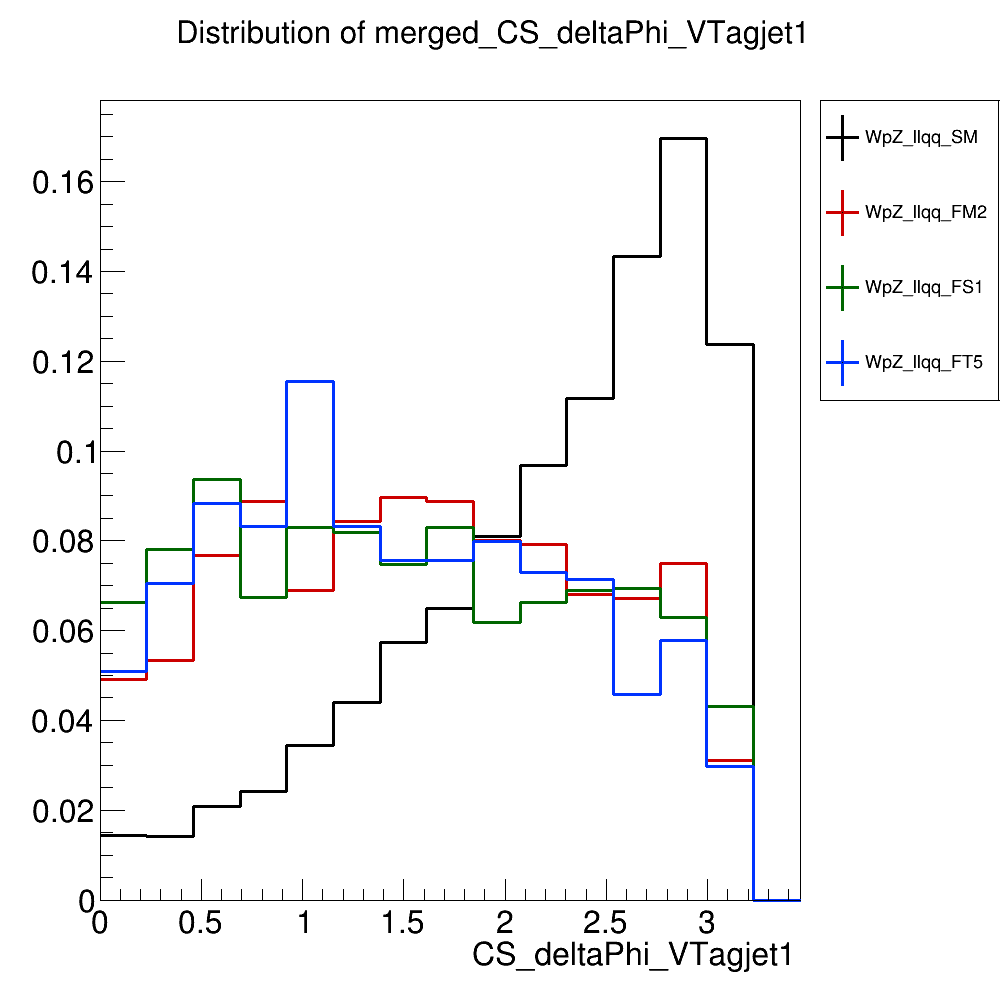 Distribution of merged_CS_deltaPhi_VTagjet1
WpZ_llqq_SM
WpZ_llqq_FM2
WpZ_llqq_FS1
WpZ_llqq_FT5
0.16
0.14
0.12
0.1
0.08
0.06
0.04
0.02
0
0 0.5 1 1.5 2 2.5 3
CS_deltaPhi_VTagjet1